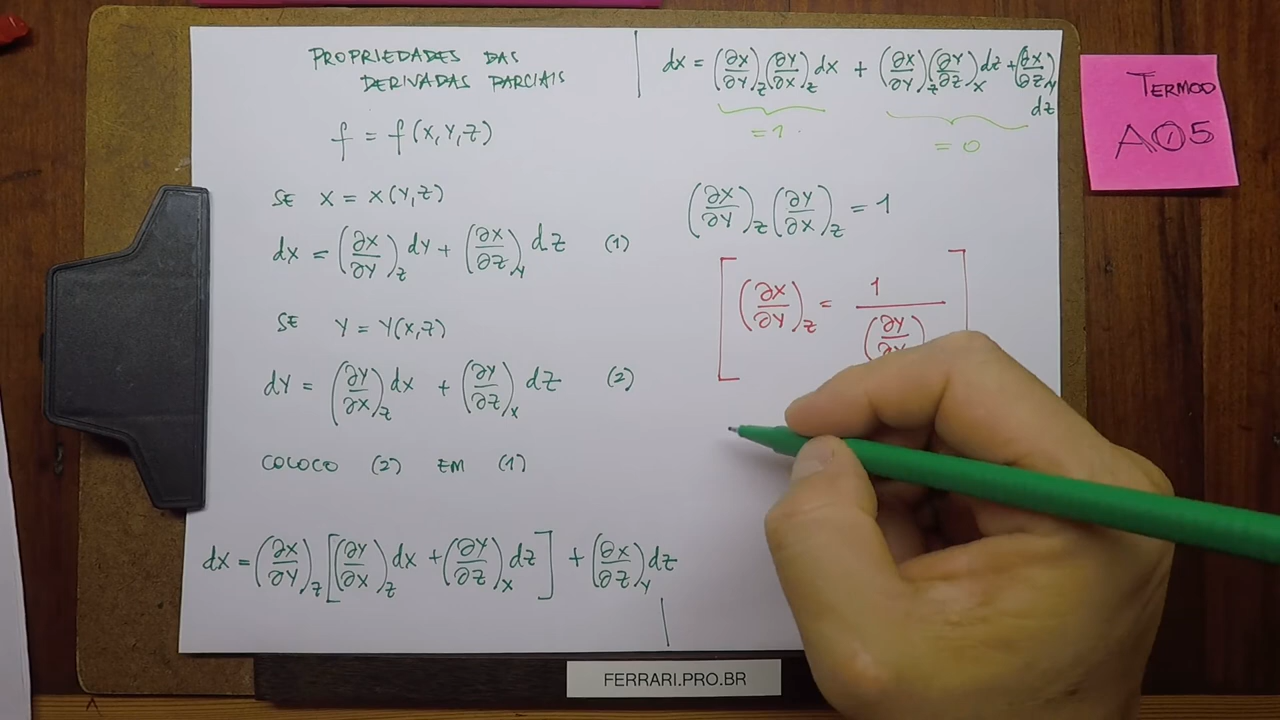 PROPRIEDADES DAS
DERIVADAS PARCIAIS
f = f(x,y,z)
SE x = x(y,z)
dx = (∂x/∂y)_z dy + (∂x/∂z)_y dz (1)
SE y = y(x,z)
dy = (∂y/∂x)_z dx + (∂y/∂z)_x dz (2)
COLOCO (2) EM (1)
dx = (∂x/∂y)_z [(∂y/∂x)_z dx + (∂y/∂z)_x dz] + (∂x/∂z)_y dz
dx = (∂x/∂y)_z (∂y/∂x)_z dx + (∂x/∂y)_z (∂y/∂z)_x dz + (∂x/∂z)_y dz
= 1
= 0
(∂x/∂y)_z (∂y/∂x)_z = 1
[(∂x/∂y)_z = 1/(∂y/∂x)]
TERMOD
A05
FERRARI.PRO.BR